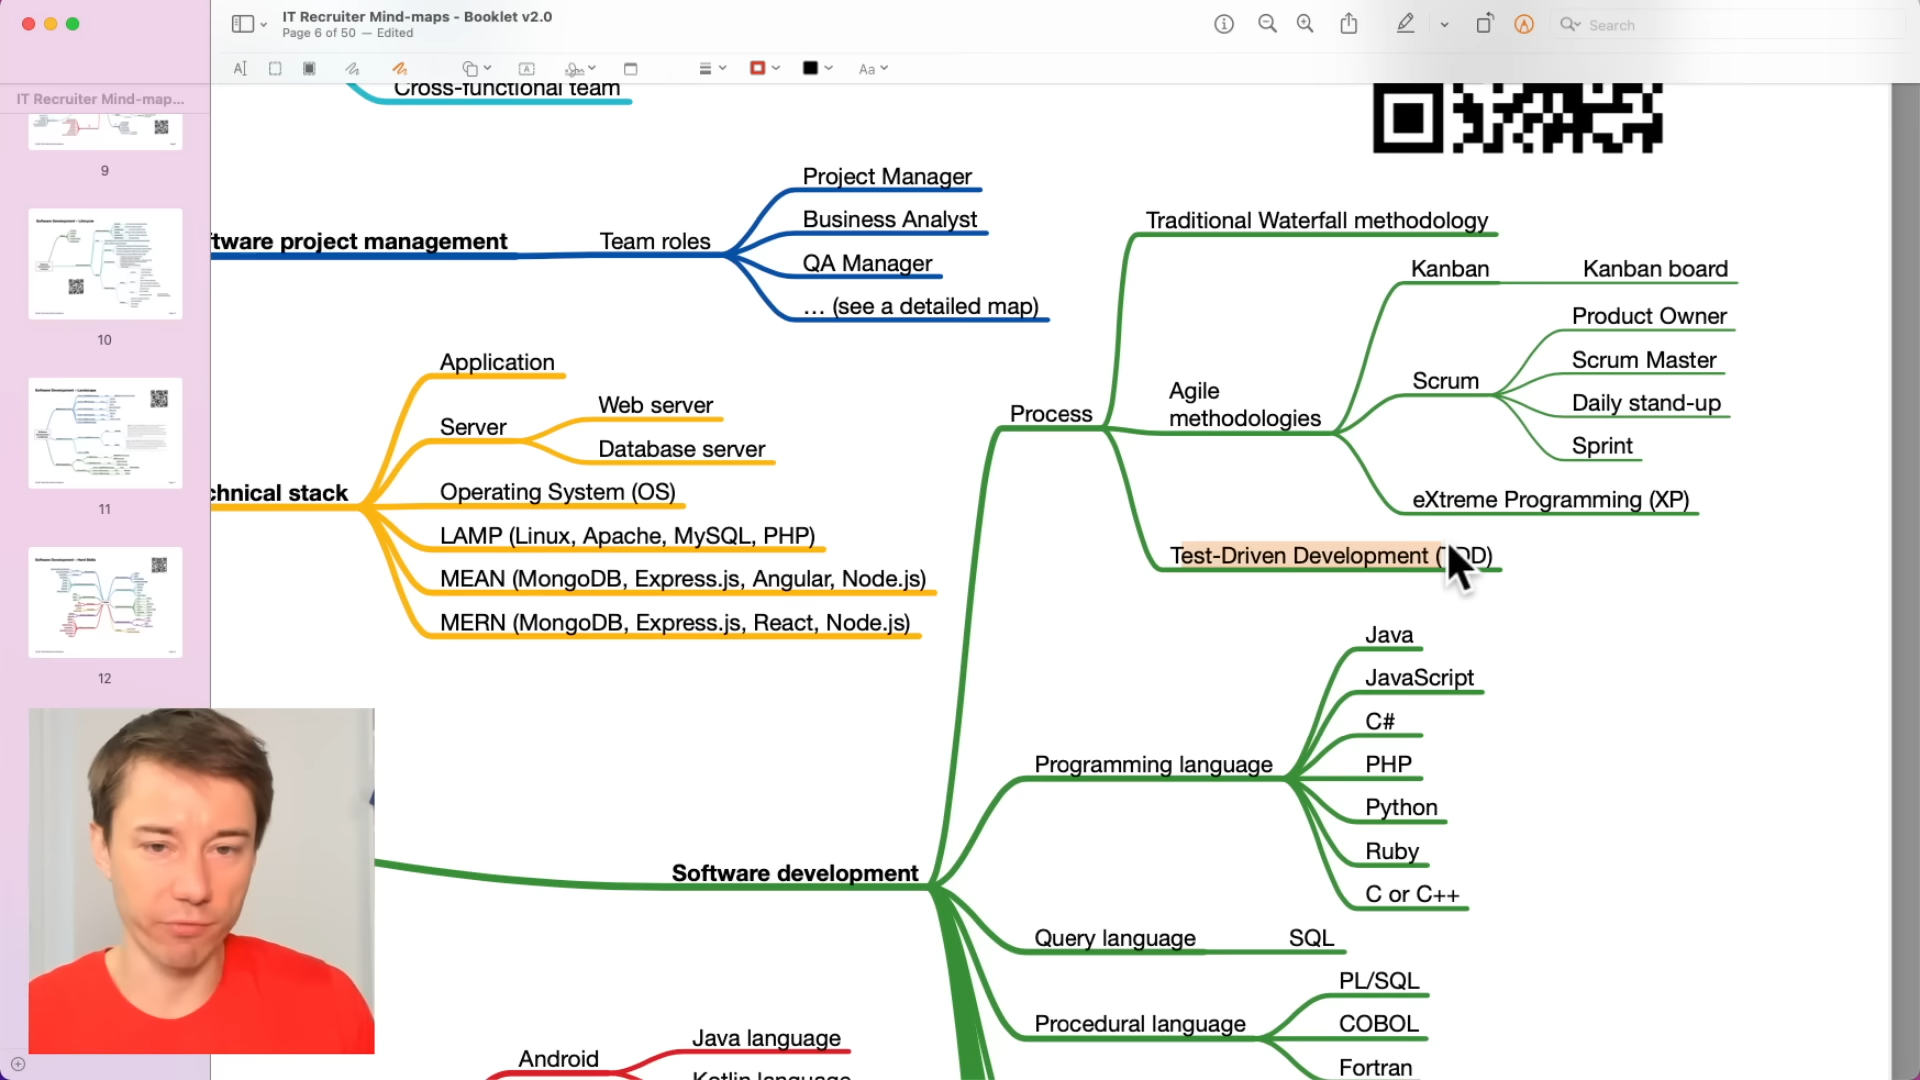 IT Recruiter Mind-maps - Booklet v2.0
Page 6 of 50 — Edited
Search
Aa
IT Recruiter Mind-map...
9
10
11
12
Cross-functional team
ftware project management
Team roles
Project Manager
Business Analyst
QA Manager
... (see a detailed map)
chnical stack
Application
Server
Web server
Database server
Operating System (OS)
LAMP (Linux, Apache, MySQL, PHP)
MEAN (MongoDB, Express.js, Angular, Node.js)
MERN (MongoDB, Express.js, React, Node.js)
Software development
Process
Traditional Waterfall methodology
Agile
methodologies
Kanban
Kanban board
Scrum
Product Owner
Scrum Master
Daily stand-up
Sprint
eXtreme Programming (XP)
Test-Driven Development (TDD)
Programming language
Java
JavaScript
C#
PHP
Python
Ruby
C or C++
Query language
SQL
Procedural language
PL/SQL
COBOL
Fortran
Android
Java language
Kotlin language